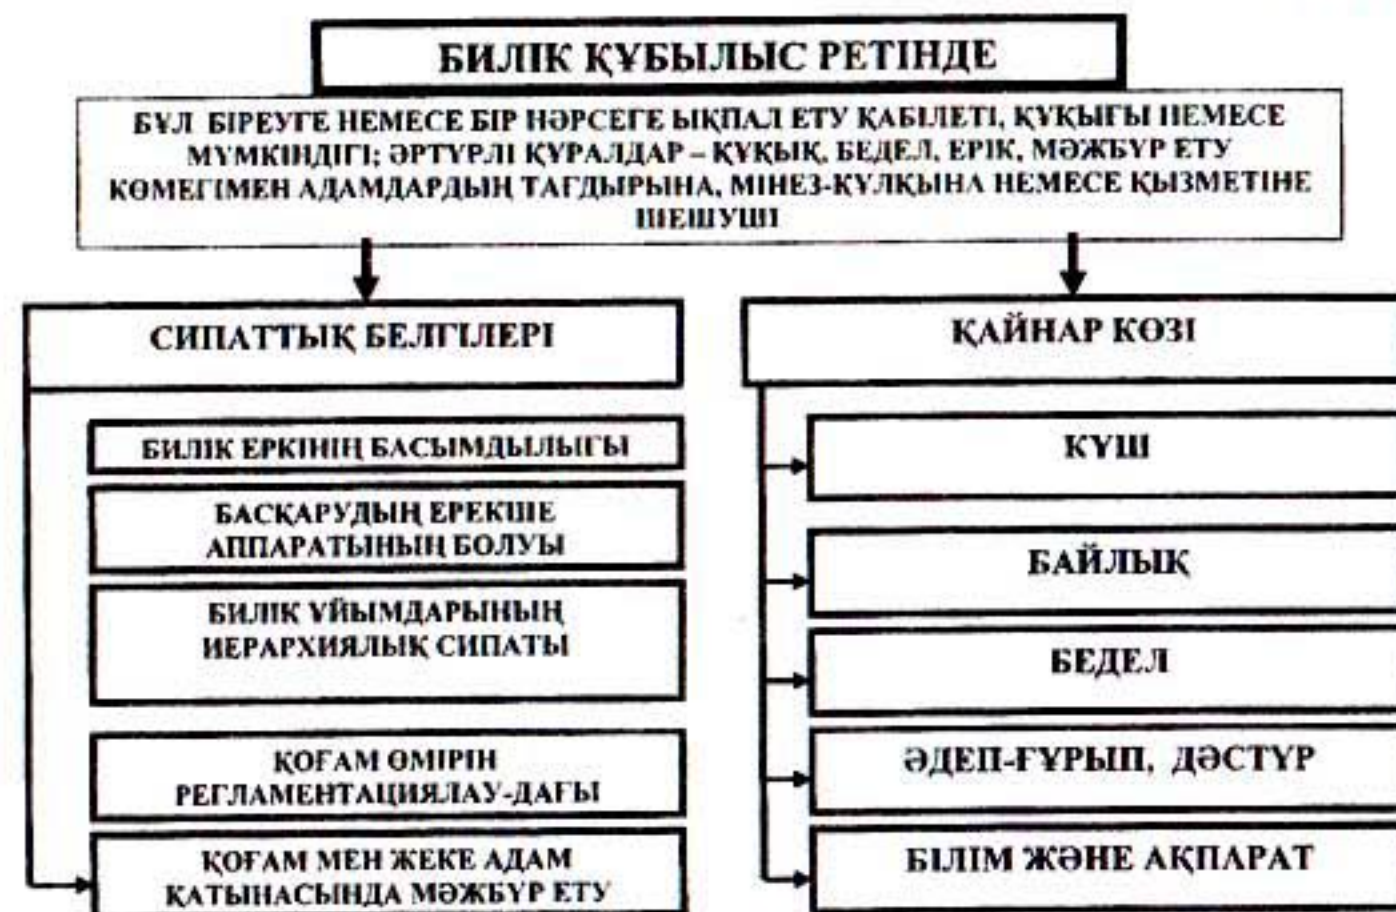 БИЛІК ҚҰБЫЛЫС РЕТІНДЕ
БҰЛ БІРЕУГЕ НЕМЕСЕ БІР НӘРСЕГЕ ЫҚПАЛ ЕТУ ҚАБІЛЕТІ, ҚҰҚЫҒЫ НЕМЕСЕ
МҮМКІНДІГІ; ӘРТҮРЛІ ҚҰРАЛДАР – ҚҰҚЫҚ, БЕДЕЛ, ЕРІК, МӘЖБҮР ЕТУ
КӨМЕГІМЕН АДАМДАРДЫҢ ТАҒДЫРЫНА, МІНЕЗ-ҚҰЛҚЫНА НЕМЕСЕ ҚЫЗМЕТІНЕ
ШЕШУШІ
СИПАТТЫҚ БЕЛГІЛЕРІ
БИЛІК ЕРКІНІҢ БАСЫМДЫЛЫҒЫ
БАСҚАРУДЫҢ ЕРЕКШЕ
АППАРАТЫНЫҢ БОЛУЫ
БИЛІК ҰЙЫМДАРЫНЫҢ
ИЕРАРХИЯЛЫҚ СИПАТЫ
ҚОҒАМ ӨМІРІН
РЕГЛАМЕНТАЦИЯЛАУ-ДАҒЫ
ҚОҒАМ МЕН ЖЕКЕ АДАМ
ҚАТЫНАСЫНДА МӘЖБҮР ЕТУ
ҚАЙНАР КӨЗІ
КҮШ
БАЙЛЫҚ
БЕДЕЛ
ӘДЕП-ҒҰРЫП, ДӘСТҮР
БІЛІМ ЖӘНЕ АҚПАРАТ